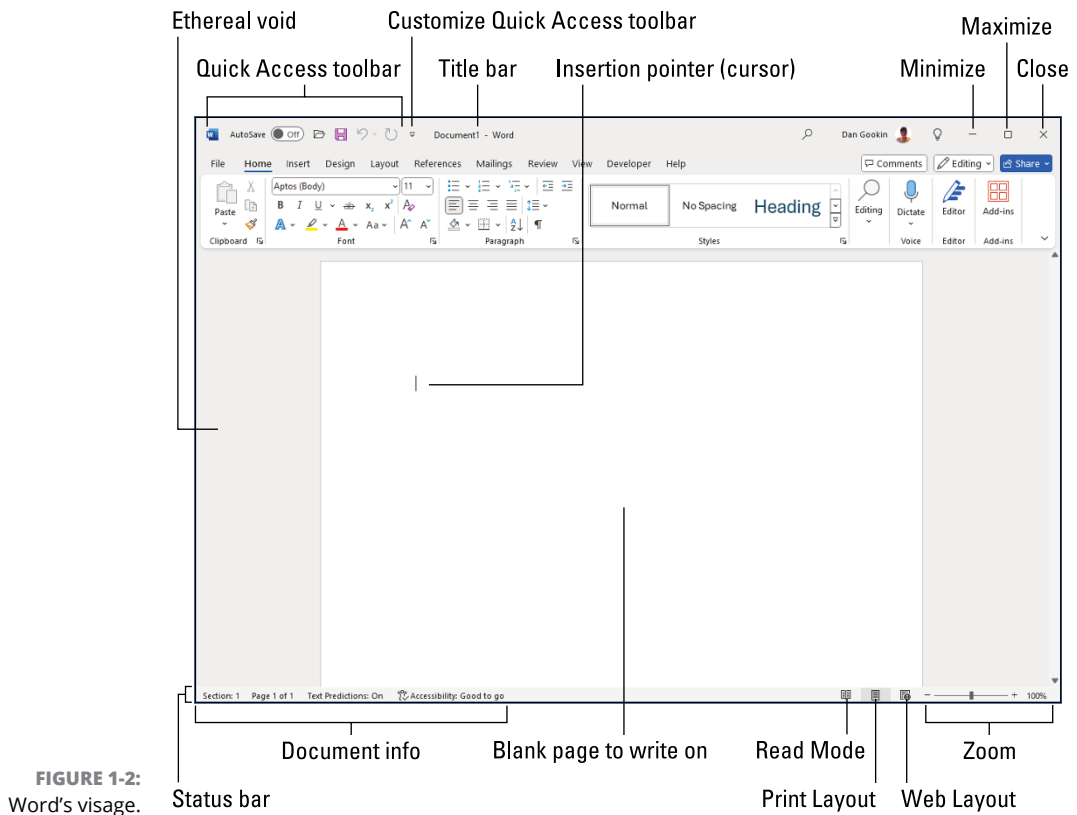 Ethereal void Customize Quick Access toolbar Maximize
Quick Access toolbar Title bar Insertion pointer (cursor) Minimize Close
W AutoSave Off Document1 - Word Dan Gookin
File Home Insert Design Layout References Mailings Review View Developer Help Comments Editing Share
Aptos (Body) 11
Paste B I U ab x₂ x² A Normal No Spacing Heading Editing Dictate Editor Add-ins
A A Aa A A A Z ¶
Clipboard Font Paragraph Styles Voice Editor Add-ins
Section: 1 Page 1 of 1 Text Predictions: On Accessibility: Good to go 100%
Document info Blank page to write on Read Mode Zoom
FIGURE 1-2:
Word’s visage. Status bar Print Layout Web Layout